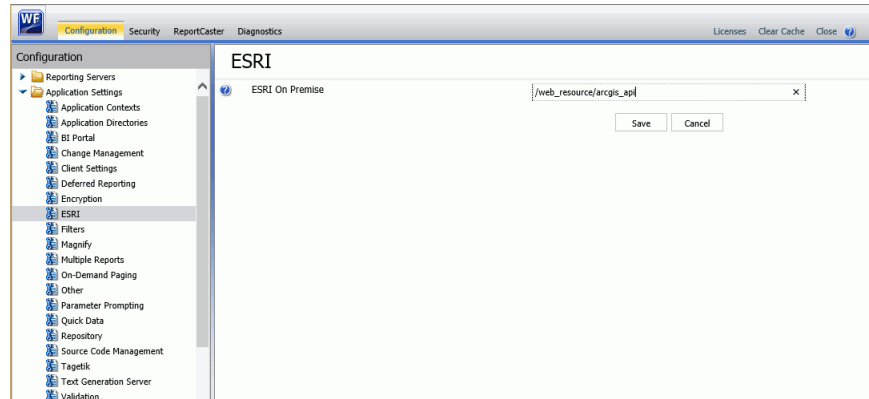 WF
Configuration Security ReportCaster Diagnostics Licenses Clear Cache Close
Configuration
ESRI
Reporting Servers
ESRI On Premise /web_resource/arcgis_api
Application Settings
Application Contexts
Application Directories
Save Cancel
BI Portal
Change Management
Client Settings
Deferred Reporting
Encryption
ESRI
Filters
Magnify
Multiple Reports
On-Demand Paging
Other
Parameter Prompting
Quick Data
Repository
Source Code Management
Tagetik
Text Generation Server
Validation